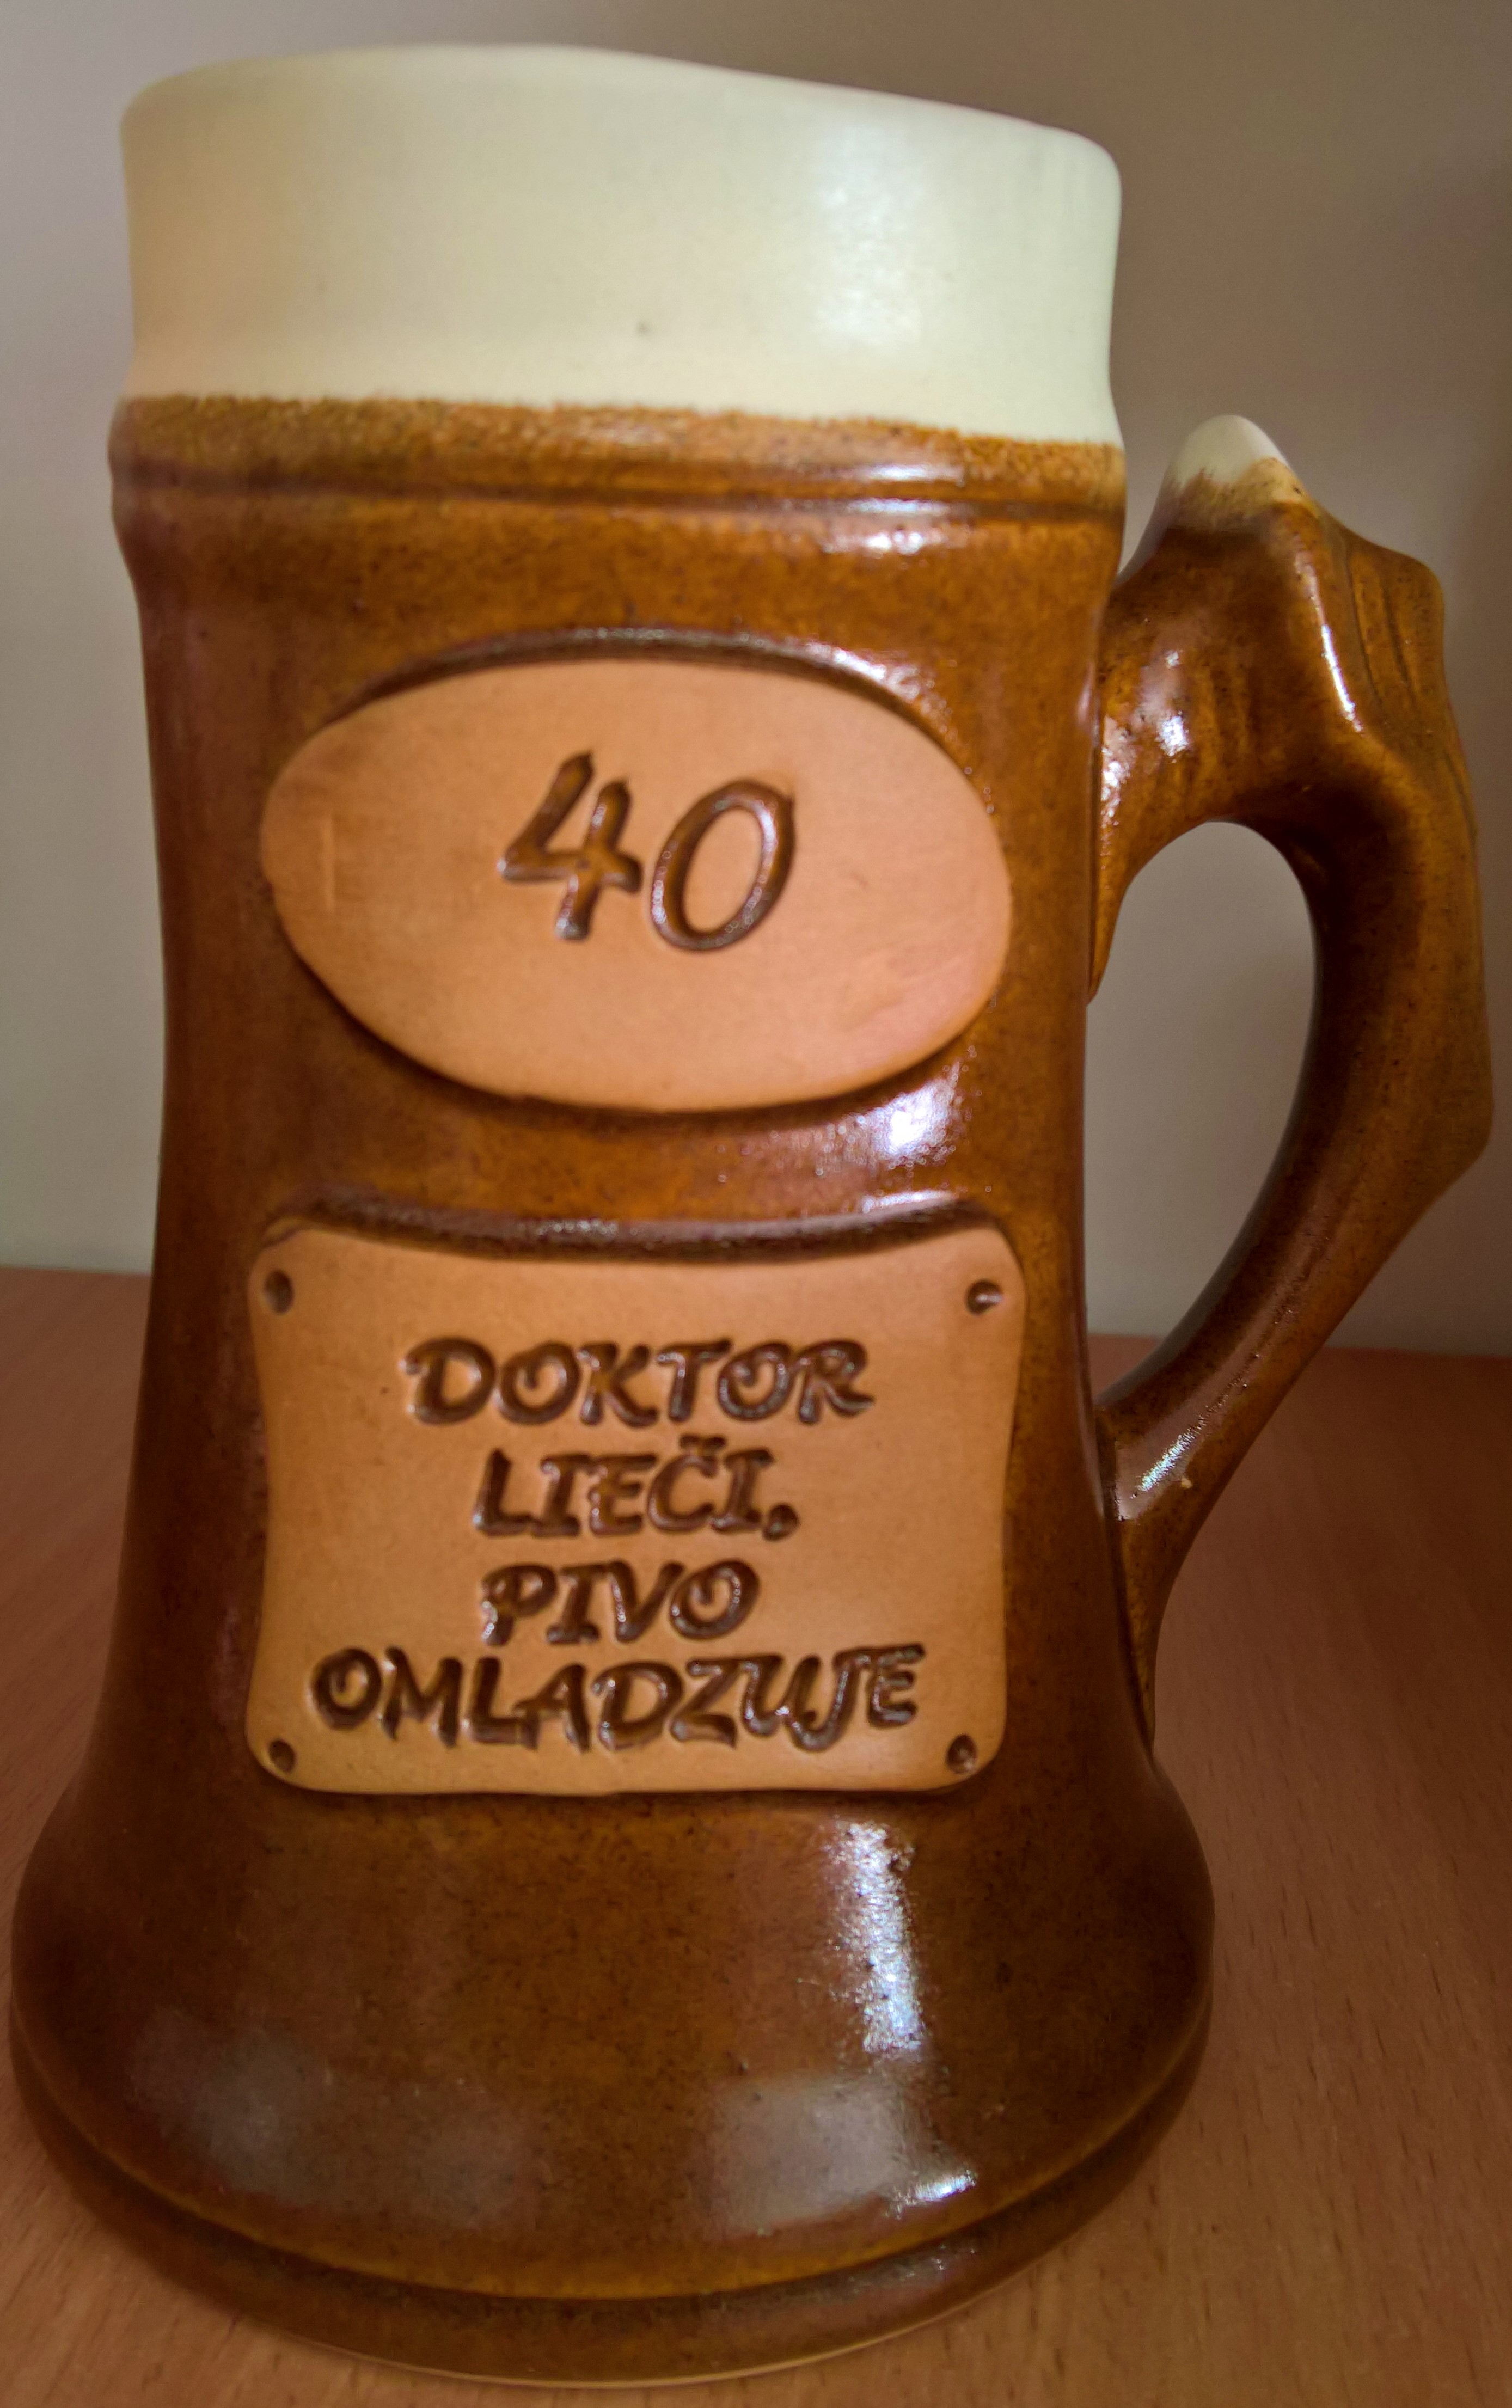 40
DOKTOR
LIEČI,
PIVO
OMLADZUJE